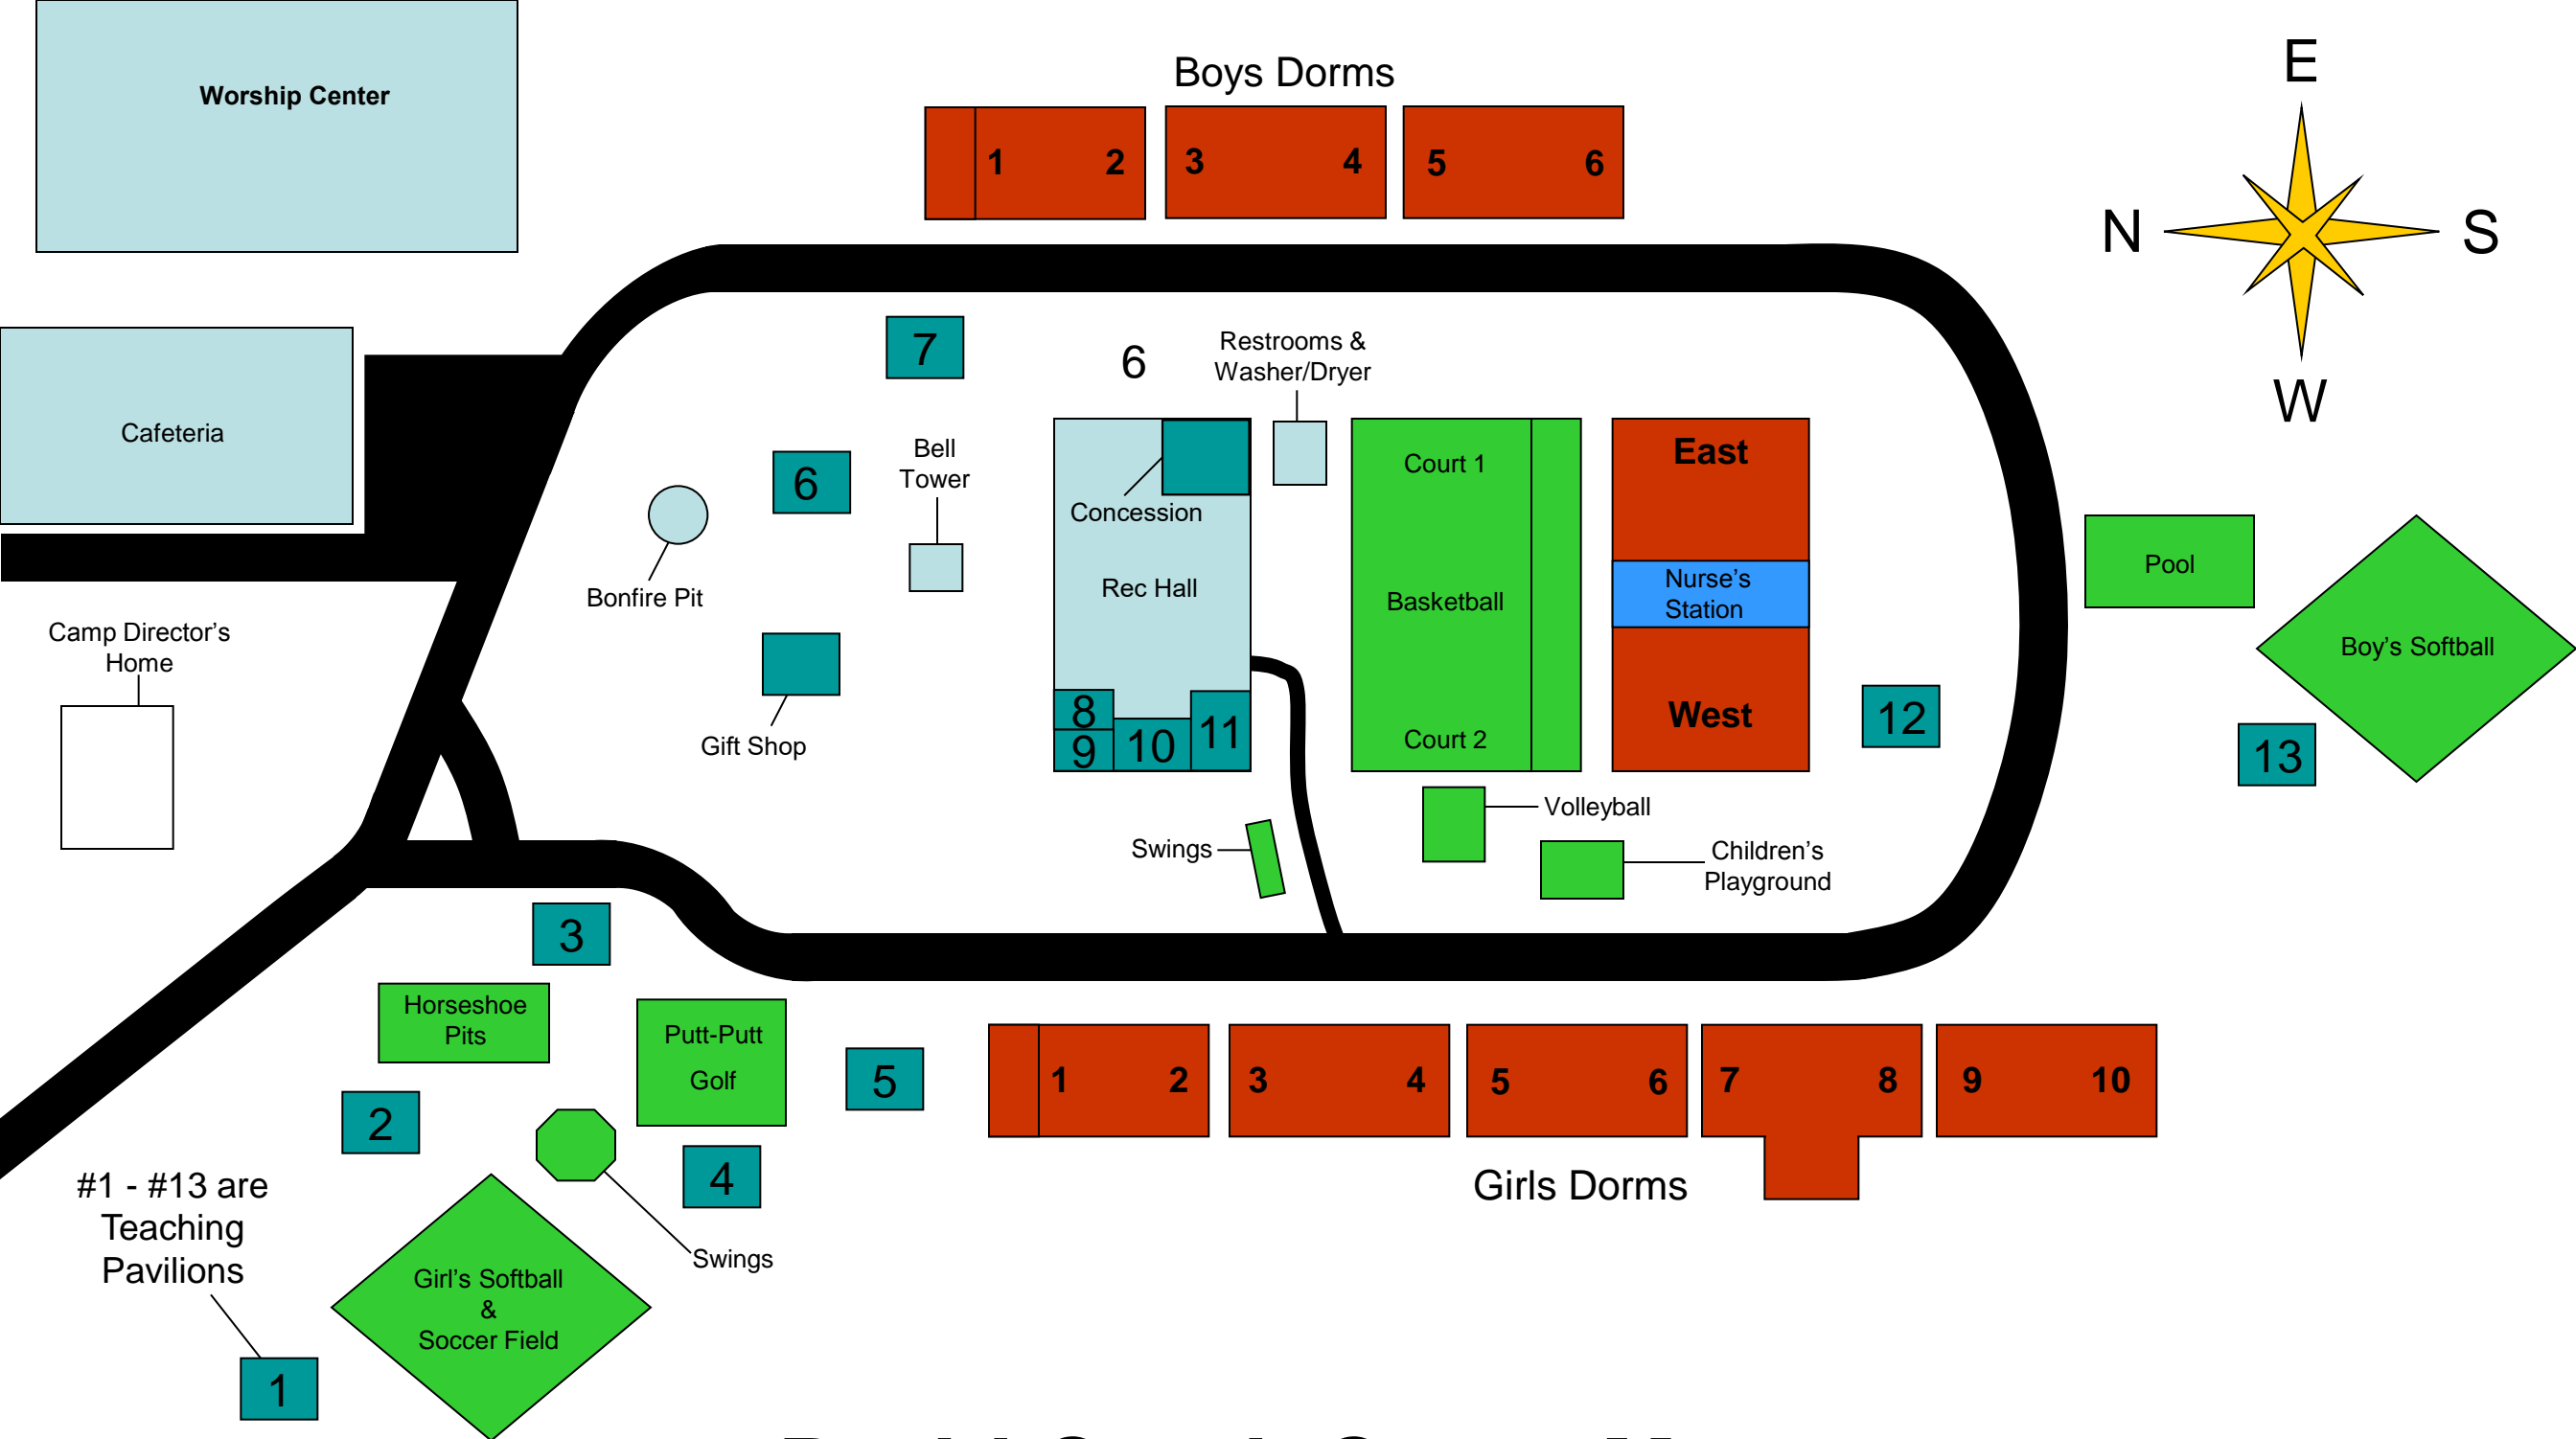 Worship Center
Boys Dorms
1 2 3 4 5 6
E
N S
W
Cafeteria
7
6
Restrooms &
Washer/Dryer
6
Bell
Tower
Bonfire Pit
Gift Shop
Concession
Rec Hall
8
9
10
11
Court 1
Basketball
Court 2
East
Nurse's
Station
West
12
Pool
Boy's Softball
13
Camp Director's
Home
Swings
Volleyball
Children's
Playground
3
Horseshoe
Pits
Putt-Putt
Golf
5
2
4
Swings
1 2 3 4 5 6 7 8 9 10
Girls Dorms
#1 - #13 are
Teaching
Pavilions
1
Girl's Softball
&
Soccer Field